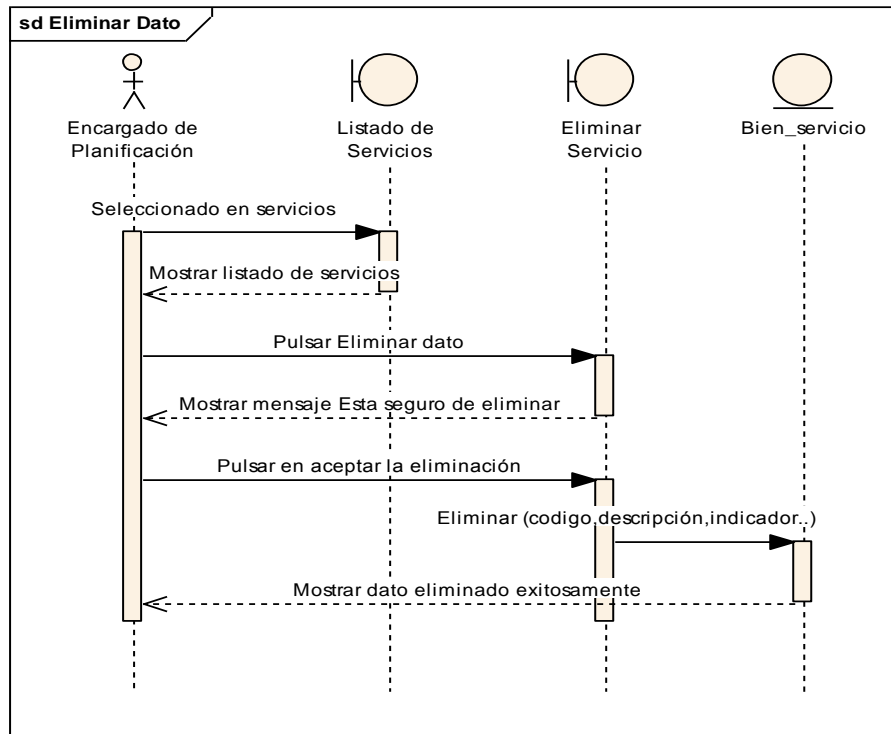 sd Eliminar Dato
Encargado de
Planificación
Listado de
Servicios
Eliminar
Servicio
Bien_servicio
Seleccionado en servicios
Mostrar listado de servicios
Pulsar Eliminar dato
Mostrar mensaje Esta seguro de eliminar
Pulsar en aceptar la eliminación
Eliminar (codigo,descripción,indicador..)
Mostrar dato eliminado exitosamente